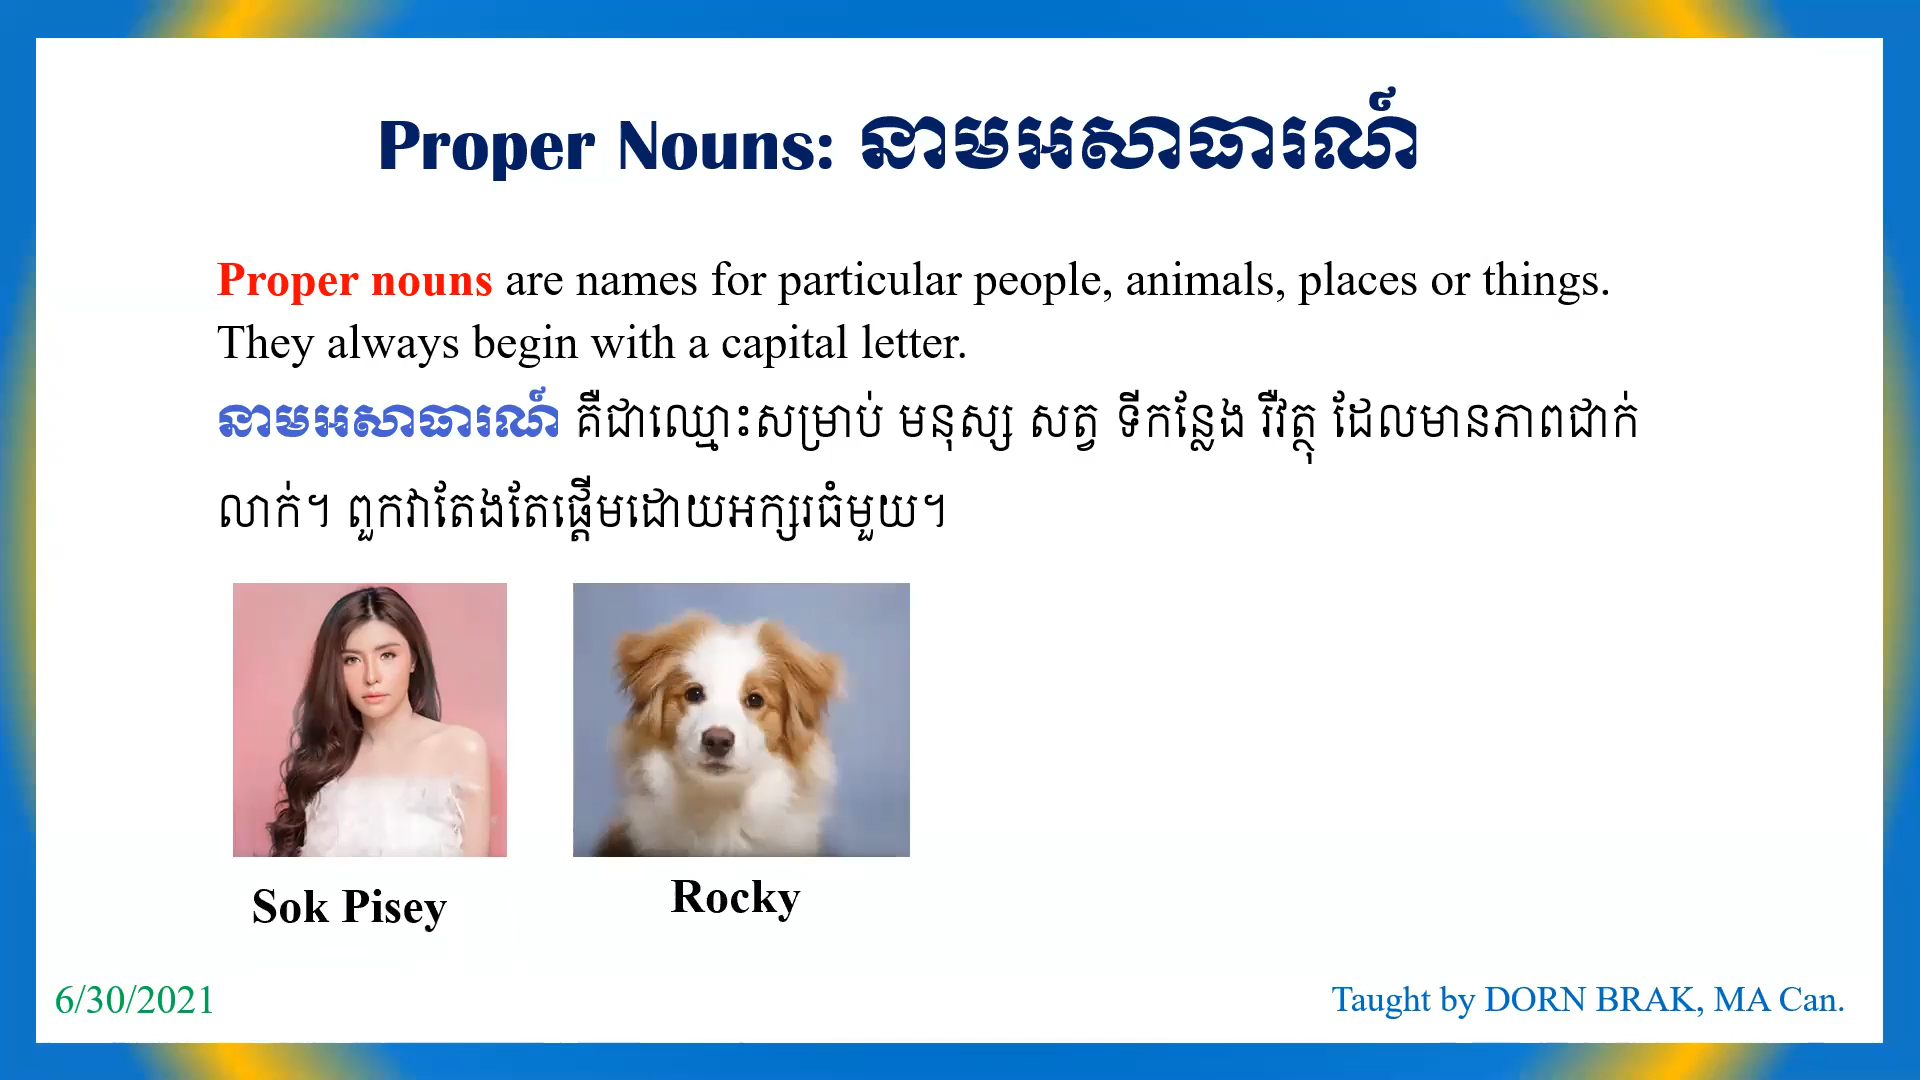 Proper Nouns: នាមអសាធារណ៍
Proper nouns are names for particular people, animals, places or things.
They always begin with a capital letter.
នាមអសាធារណ៍ គឺជាឈ្មោះសម្រាប់ មនុស្ស សត្វ ទីកន្លែង រឺវត្ថុ ដែលមានភាពជាក់
លាក់។ ពួកវាតែងតែផ្តើមដោយអក្សរធំមួយ។
Sok Pisey
Rocky
6/30/2021
Taught by DORN BRAK, MA Can.